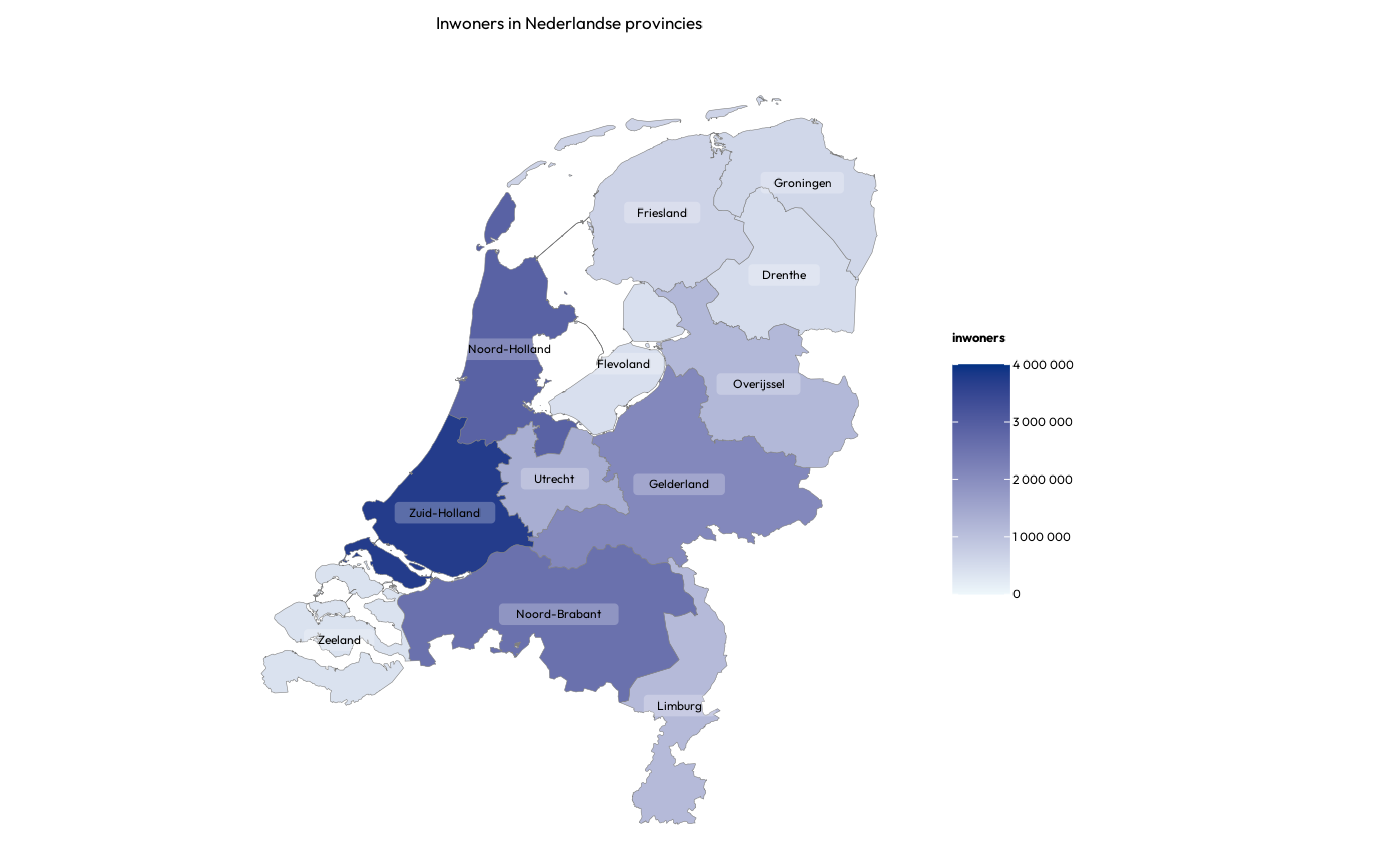 Inwoners in Nederlandse provincies
Groningen
Friesland
Drenthe
Noord-Holland
Flevoland
Overijssel
Utrecht
Gelderland
Zuid-Holland
Noord-Brabant
Zeeland
Limburg
inwoners
4 000 000
3 000 000
2 000 000
1 000 000
0